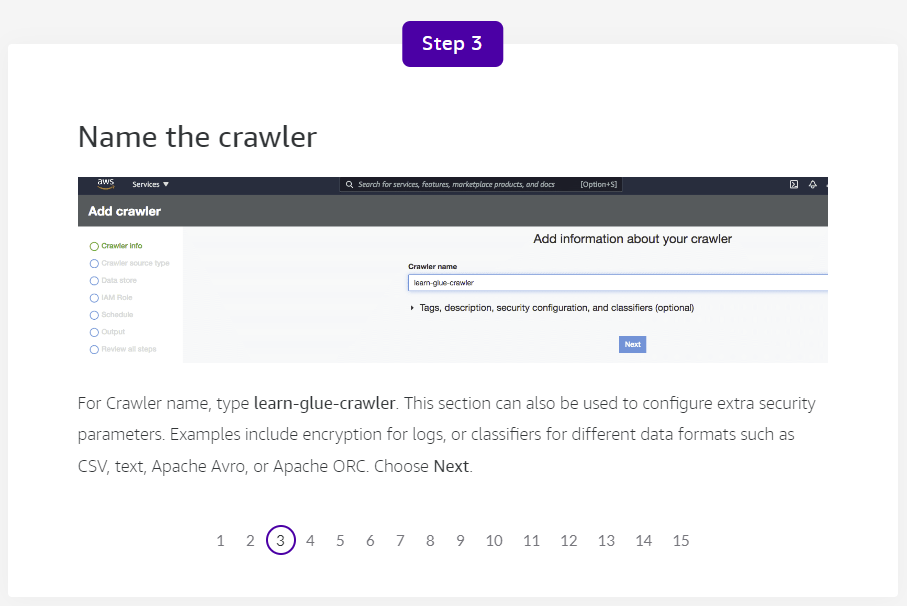 Step 3
Name the crawler
aws Services ▼ Search for services, features, marketplace products, and docs [Option+S]
Add crawler
Crawler info
Crawler source type
Data store
IAM Role
Schedule
Output
Review all steps
Add information about your crawler
Crawler name
learn-glue-crawler
Tags, description, security configuration, and classifiers (optional)
Next
For Crawler name, type learn-glue-crawler. This section can also be used to configure extra security
parameters. Examples include encryption for logs, or classifiers for different data formats such as
CSV, text, Apache Avro, or Apache ORC. Choose Next.
1 2 3 4 5 6 7 8 9 10 11 12 13 14 15